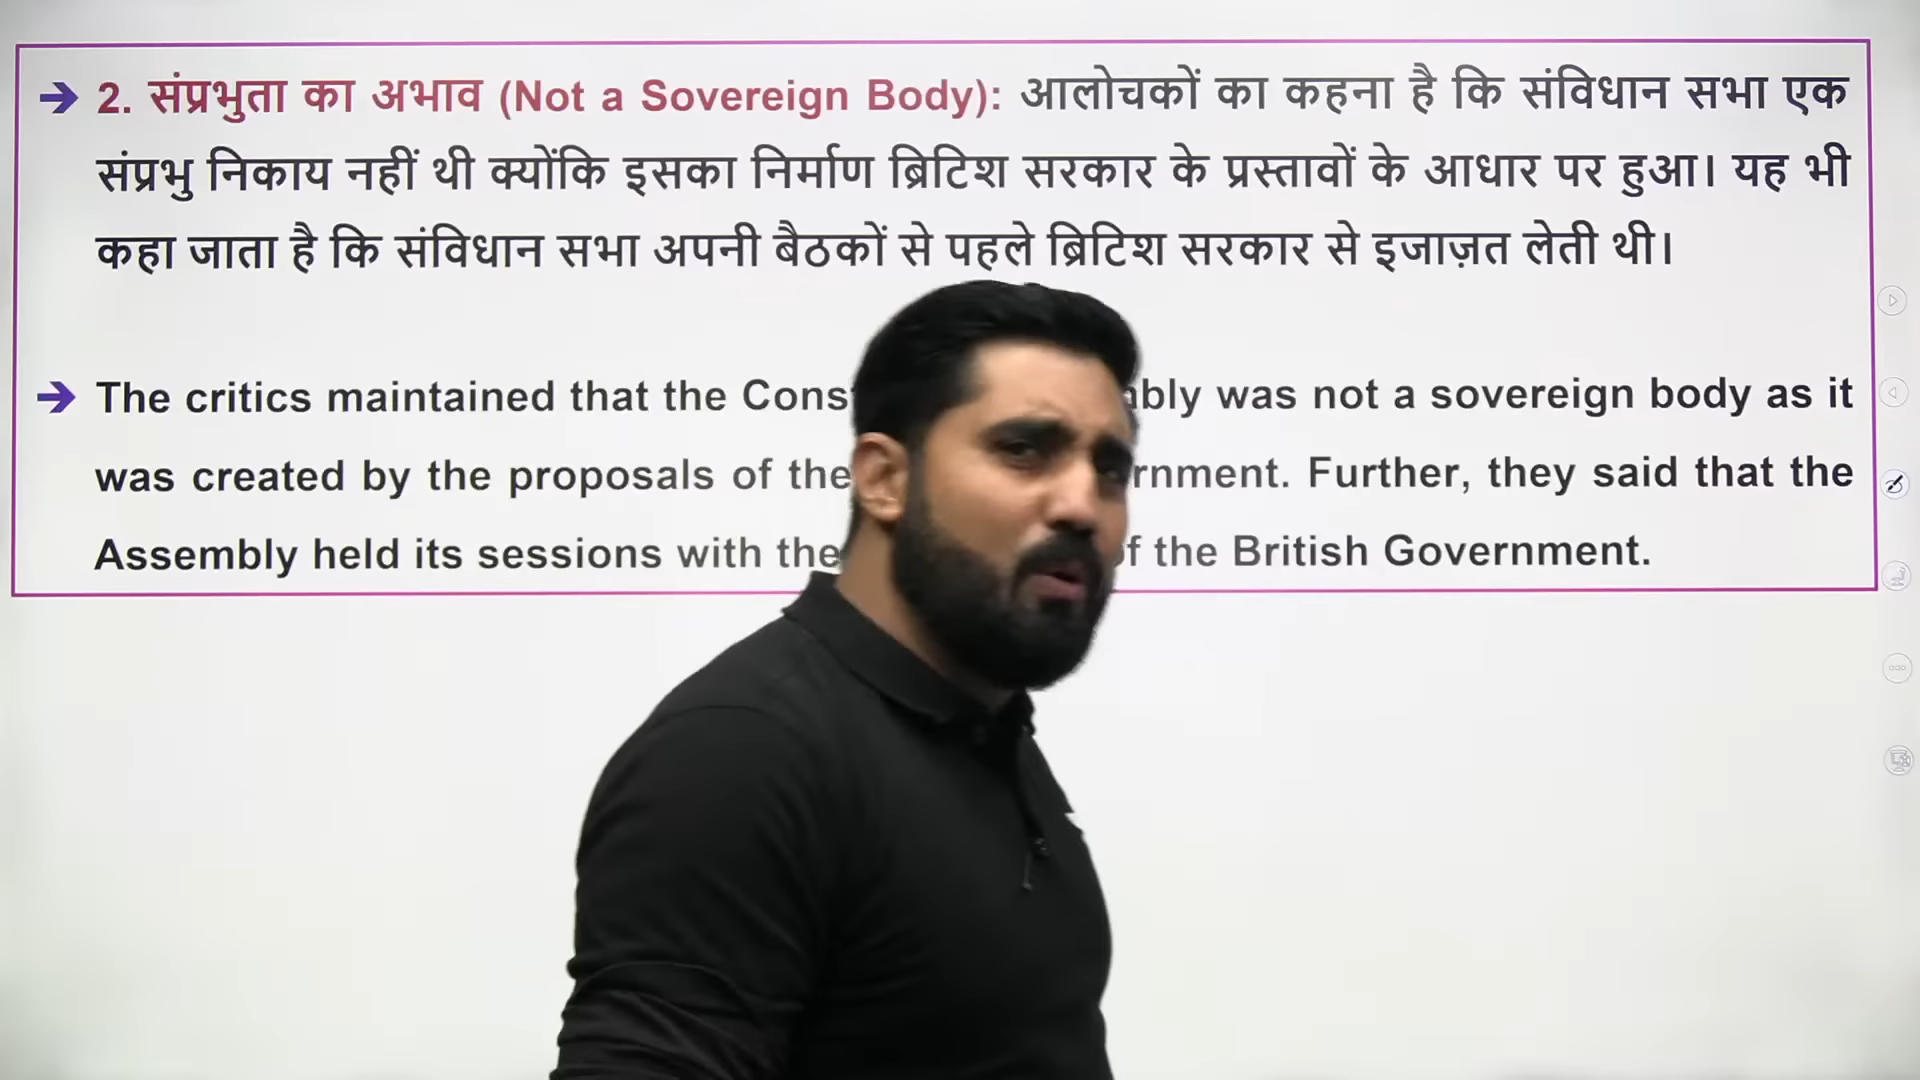 ➔ 2. संप्रभुता का अभाव (Not a Sovereign Body): आलोचकों का कहना है कि संविधान सभा एक
संप्रभु निकाय नहीं थी क्योंकि इसका निर्माण ब्रिटिश सरकार के प्रस्तावों के आधार पर हुआ। यह भी
कहा जाता है कि संविधान सभा अपनी बैठकों से पहले ब्रिटिश सरकार से इजाज़त लेती थी।
➔ The critics maintained that the was not a sovereign body as it
was created by the proposals of the Further, they said that the
Assembly held its sessions with the the British Government.